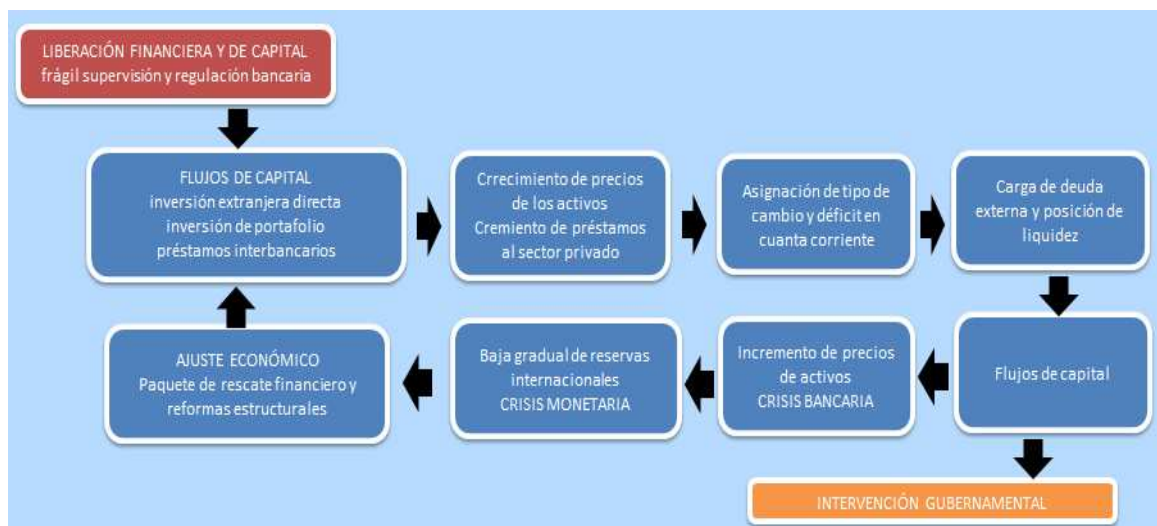 LIBERACIÓN FINANCIERA Y DE CAPITAL
frágil supervisión y regulación bancaria
FLUJOS DE CAPITAL
inversión extranjera directa
inversión de portafolio
préstamos interbancarios
Crrecimiento de precios
de los activos
Cremiento de préstamos
al sector privado
Asignación de tipo de
cambio y déficit en
cuanta corriente
Carga de deuda
externa y posición de
liquidez
AJUSTE ECONÓMICO
Paquete de rescate financiero y
reformas estructurales
Baja gradual de reservas
internacionales
CRISIS MONETARIA
Incremento de precios
de activos
CRISIS BANCARIA
Flujos de capital
INTERVENCIÓN GUBERNAMENTAL